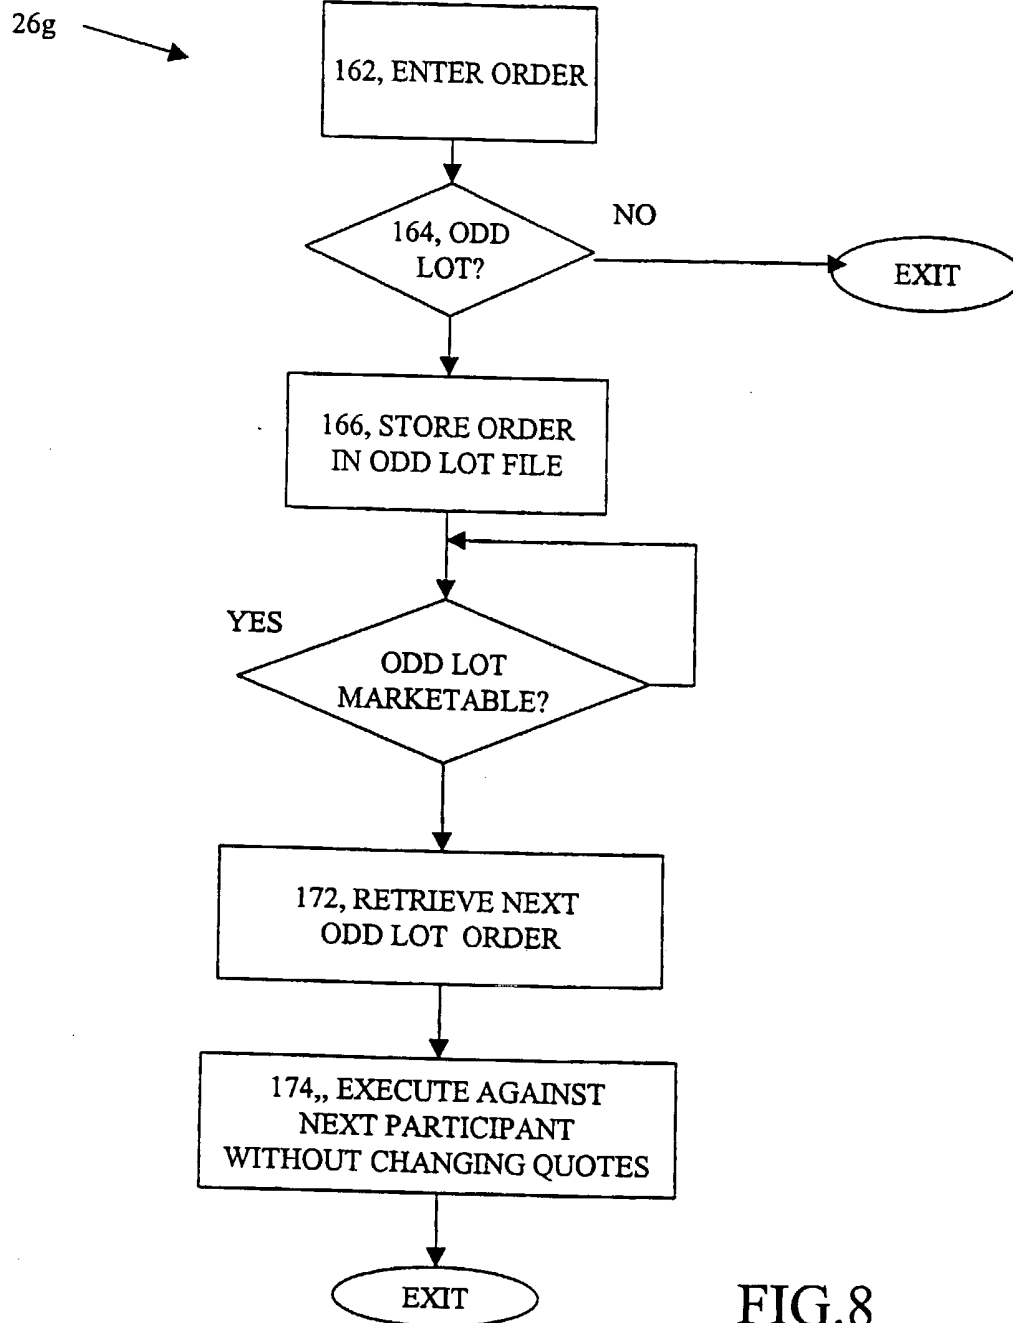 26g
162, ENTER ORDER
164, ODD
LOT?
NO
EXIT
166, STORE ORDER
IN ODD LOT FILE
YES
ODD LOT
MARKETABLE?
172, RETRIEVE NEXT
ODD LOT ORDER
174,, EXECUTE AGAINST
NEXT PARTICIPANT
WITHOUT CHANGING QUOTES
EXIT
FIG.8